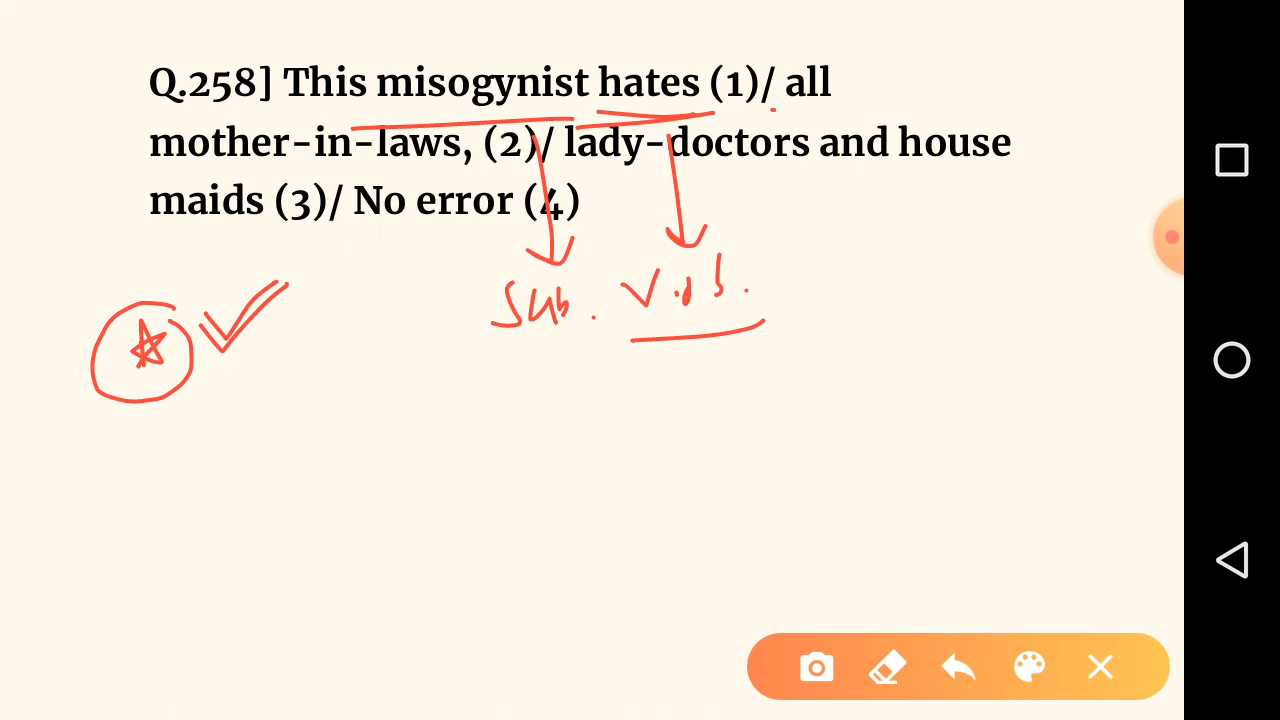 Q.258] This misogynist hates (1)/ all
mother-in-laws, (2)/ lady-doctors and house
maids (3)/ No error (4)
Sub. V.